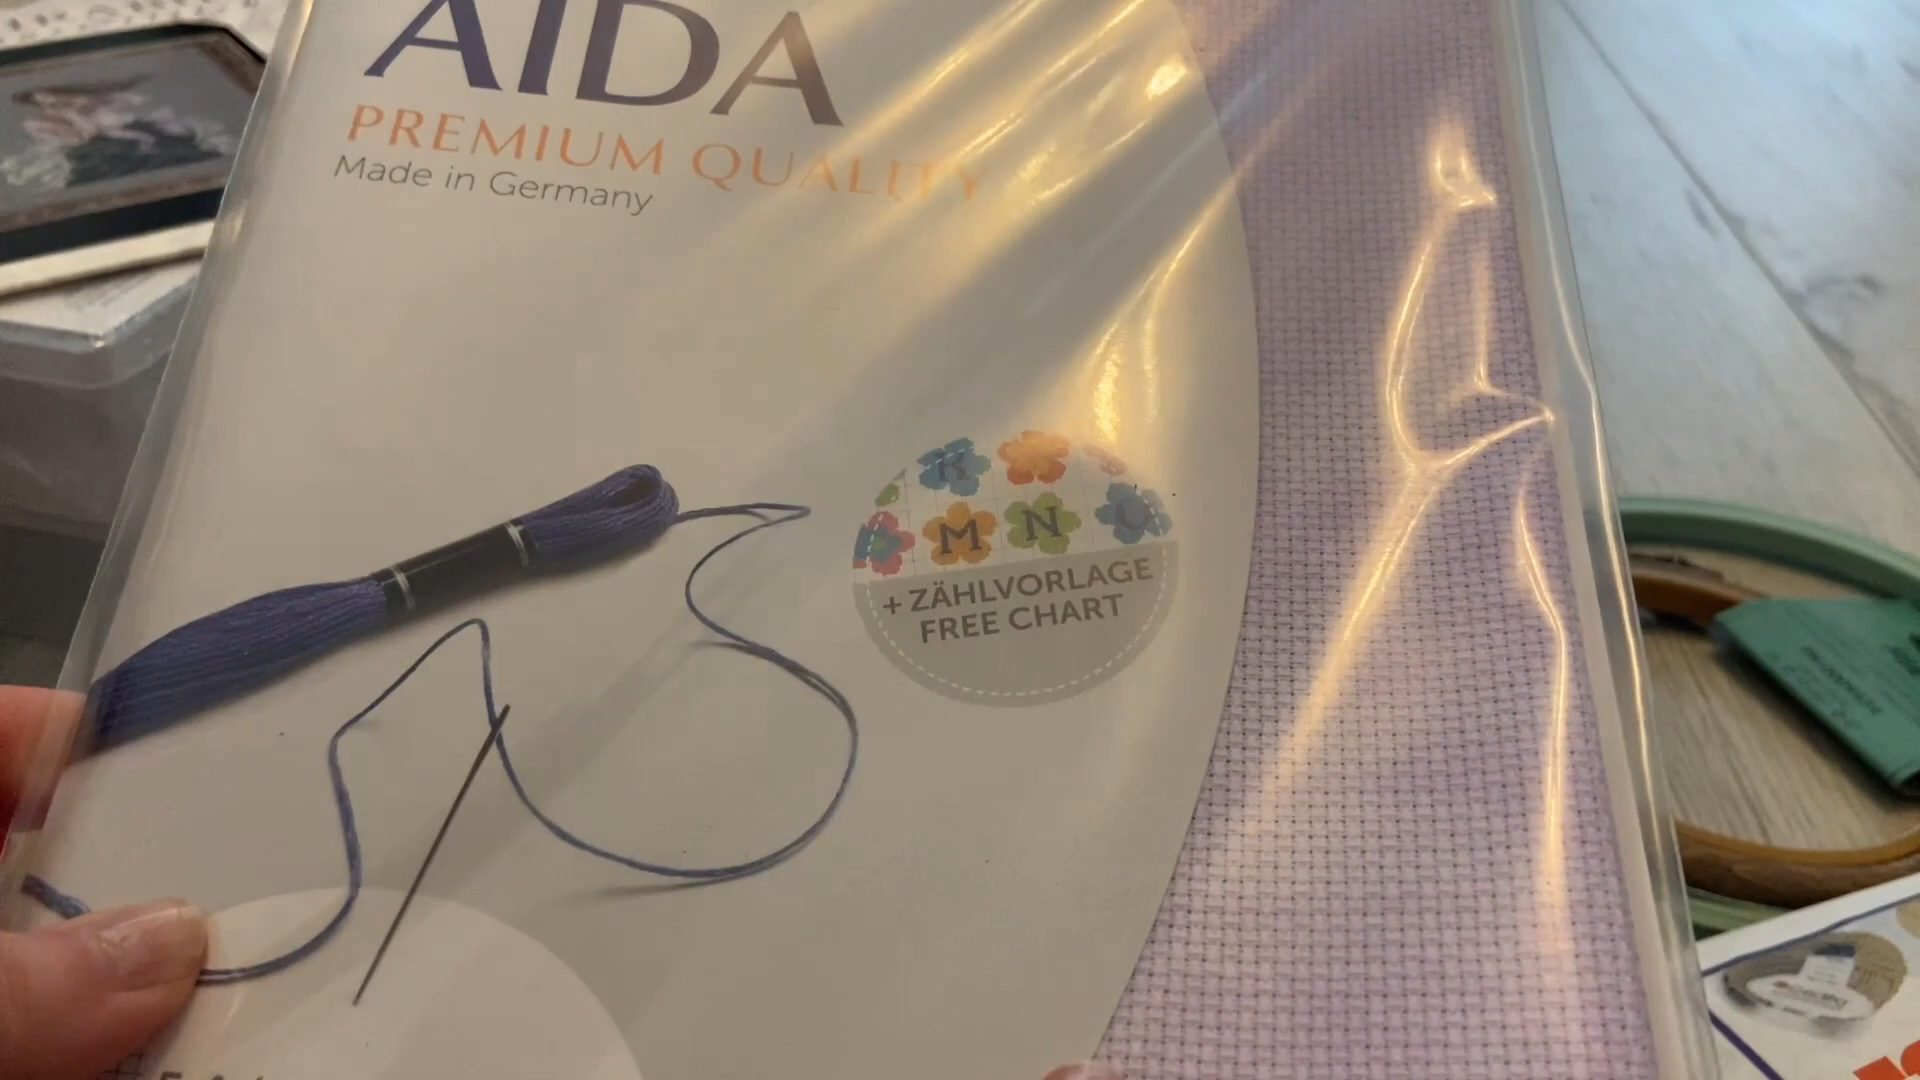 AIDA
PREMIUM QUALITY
Made in Germany
R
M N
+ ZÄHLVORLAGE
FREE CHART